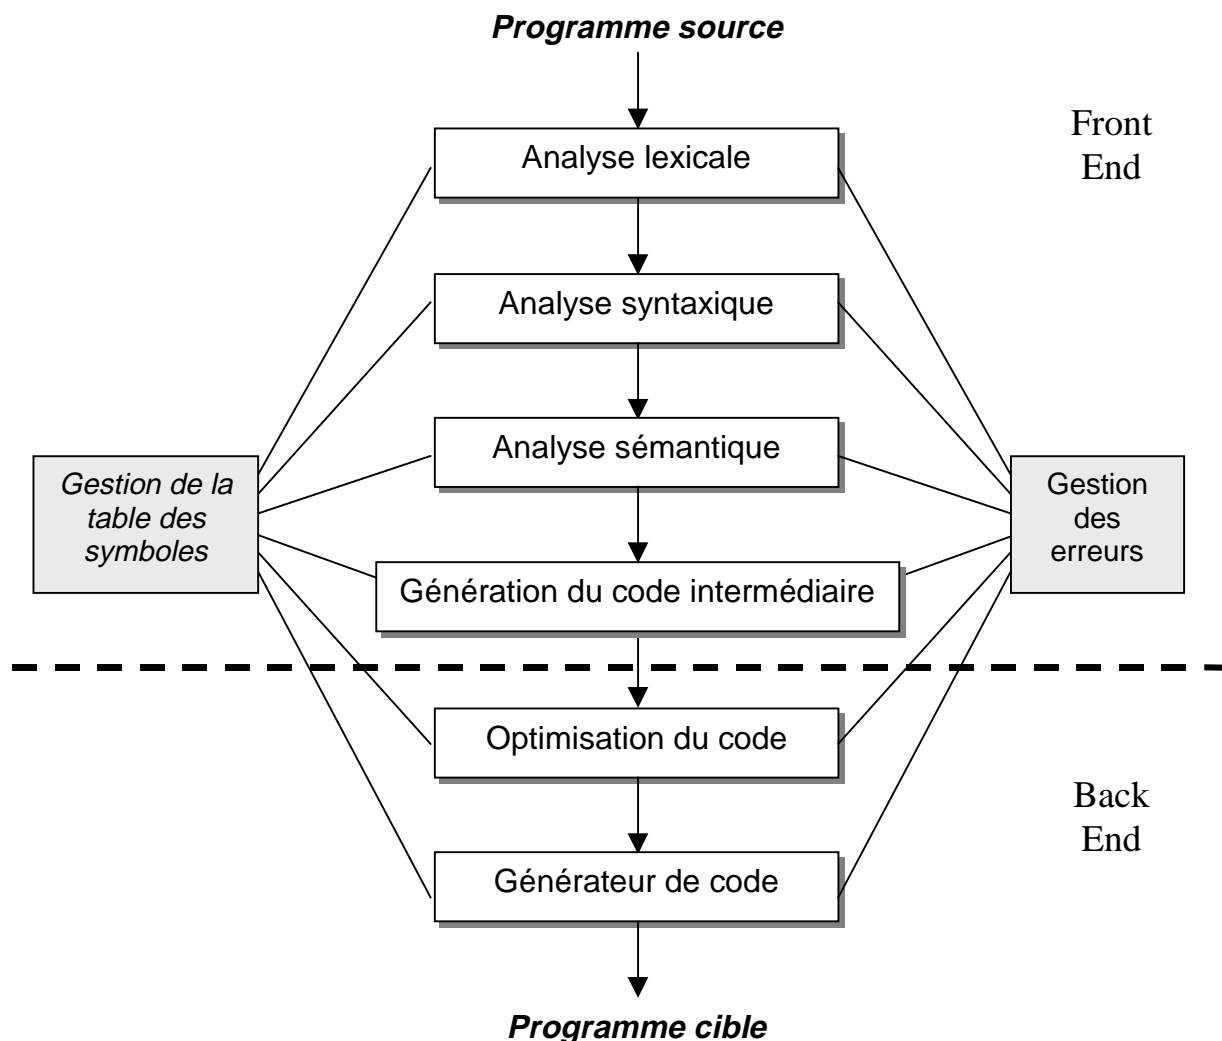 Programme source
Front
End
Analyse lexicale
Analyse syntaxique
Analyse sémantique
Gestion de la
table des
symboles
Gestion
des
erreurs
Génération du code intermédiaire
Optimisation du code
Back
End
Générateur de code
Programme cible